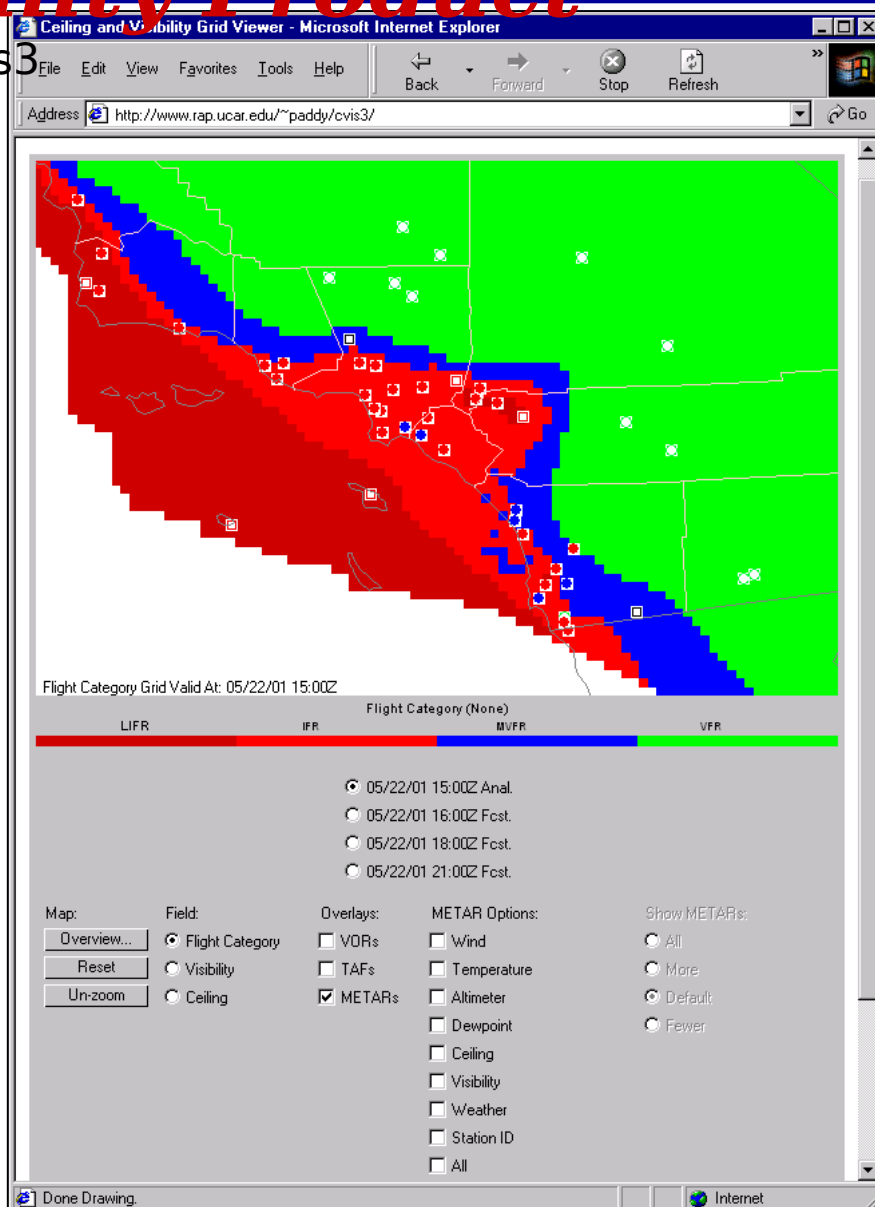 ity Product
s3
Ceiling and Visibility Grid Viewer - Microsoft Internet Explorer
File Edit View Favorites Tools Help
Back Forward Stop Refresh »
Address http://www.rap.ucar.edu/~paddy/cvis3/ Go
Flight Category Grid Valid At: 05/22/01 15:00Z
Flight Category (None)
LIFR IFR MVFR VFR
05/22/01 15:00Z Anal.
05/22/01 16:00Z Fcst.
05/22/01 18:00Z Fcst.
05/22/01 21:00Z Fcst.
Map: Field: Overlays: METAR Options: Show METARs:
Overview... Flight Category VORs Wind All
Reset Visibility TAFs Temperature More
Un-zoom Ceiling METARs Altimeter Default
Dewpoint Fewer
Ceiling
Visibility
Weather
Station ID
All
Done Drawing. Internet